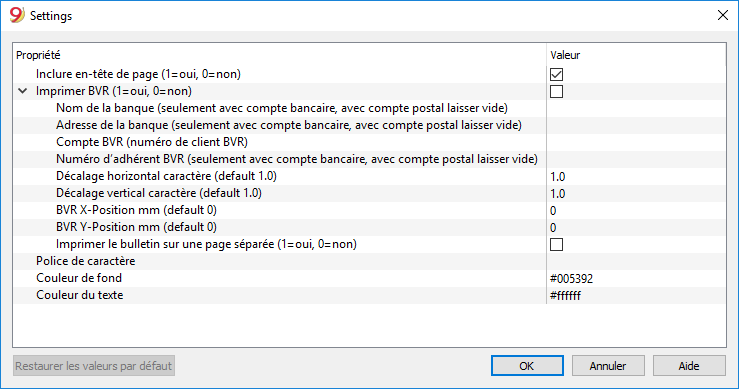 9 Settings
Propriété Valeur
Inclure en-tête de page (1=oui, 0=non)
Imprimer BVR (1=oui, 0=non)
Nom de la banque (seulement avec compte bancaire, avec compte postal laisser vide)
Adresse de la banque (seulement avec compte bancaire, avec compte postal laisser vide)
Compte BVR (numéro de client BVR)
Numéro d'adhérent BVR (seulement avec compte bancaire, avec compte postal laisser vide)
Décalage horizontal caractère (default 1.0) 1.0
Décalage vertical caractère (default 1.0) 1.0
BVR X-Position mm (default 0) 0
BVR Y-Position mm (default 0) 0
Imprimer le bulletin sur une page séparée (1=oui, 0=non)
Police de caractère
Couleur de fond #005392
Couleur du texte #ffffff
Restaurer les valeurs par défaut OK Annuler Aide